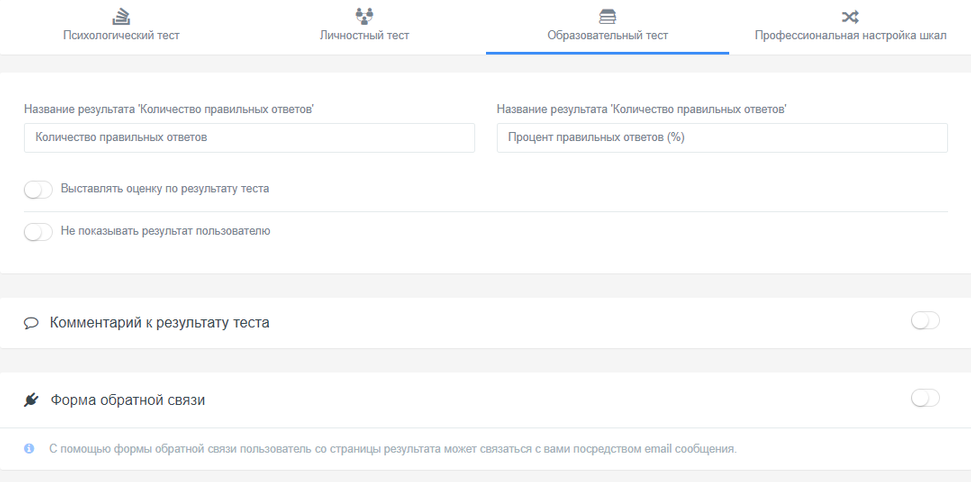 Психологический тест
Личностный тест
Образовательный тест
Профессиональная настройка шкал
Название результата 'Количество правильных ответов'
Название результата 'Количество правильных ответов'
Количество правильных ответов
Процент правильных ответов (%)
Выставлять оценку по результату теста
Не показывать результат пользователю
Комментарий к результату теста
Форма обратной связи
С помощью формы обратной связи пользователь со страницы результата может связаться с вами посредством email сообщения.